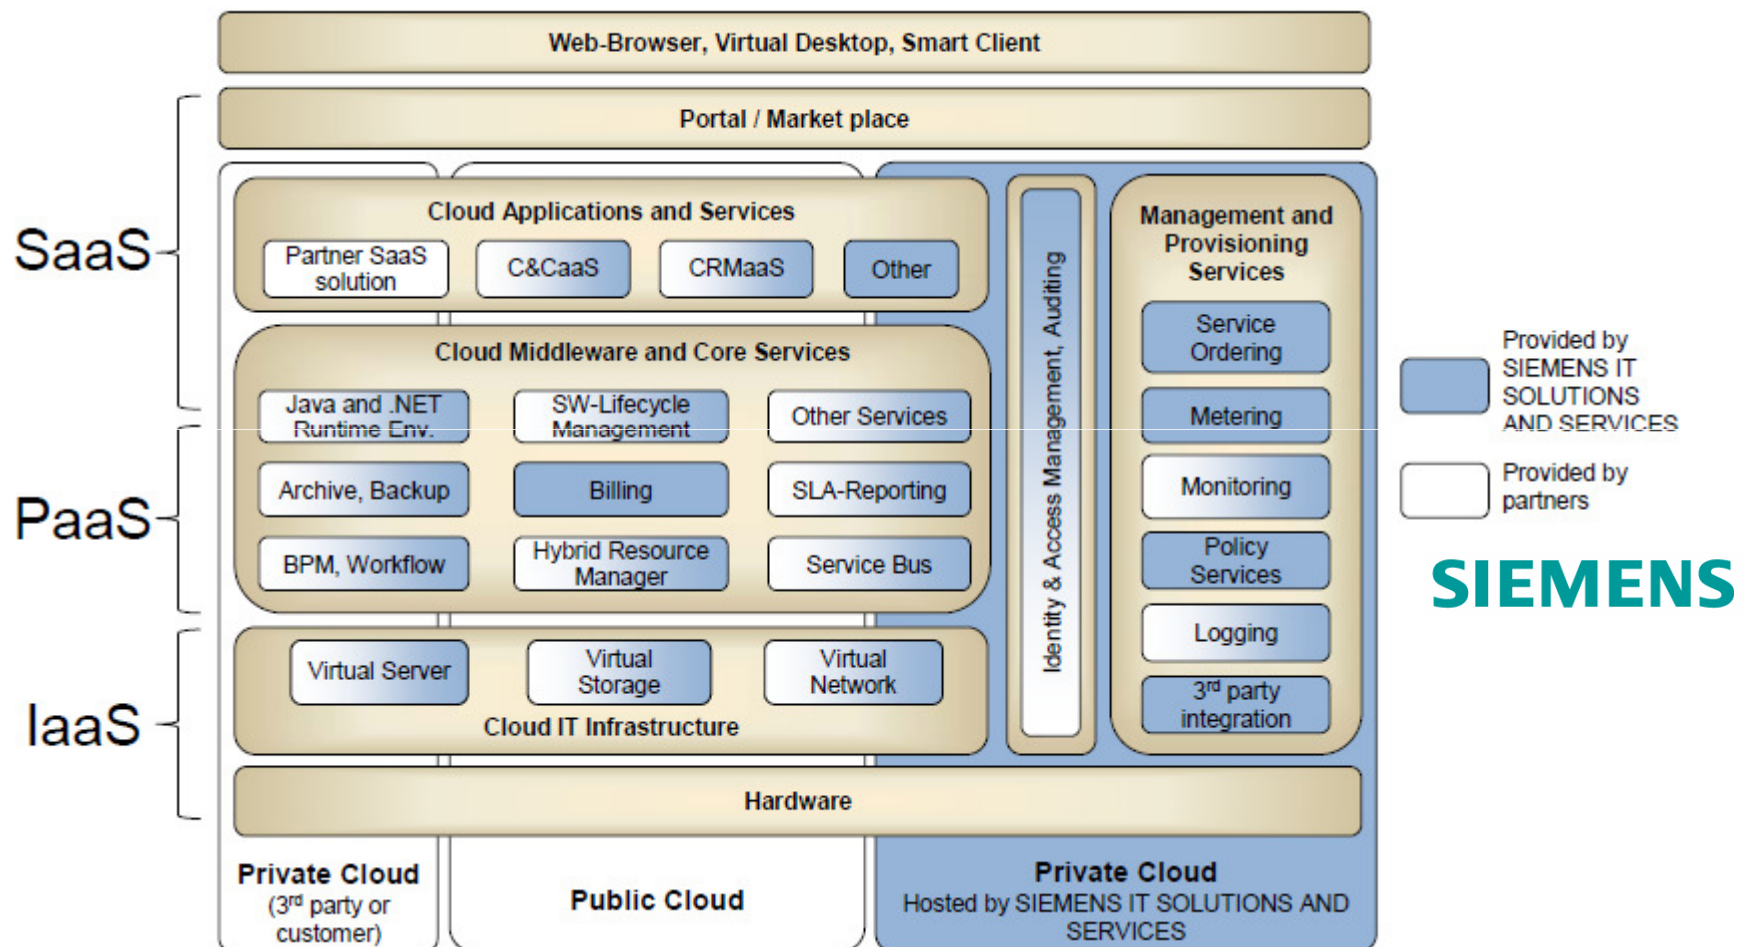 Web-Browser, Virtual Desktop, Smart Client
Portal / Market place
SaaS
Cloud Applications and Services
Partner SaaS
solution
C&CaaS
CRMaaS
Other
PaaS
Cloud Middleware and Core Services
Java and .NET
Runtime Env.
SW-Lifecycle
Management
Other Services
Archive, Backup
Billing
SLA-Reporting
BPM, Workflow
Hybrid Resource
Manager
Service Bus
IaaS
Virtual Server
Virtual
Storage
Virtual
Network
Cloud IT Infrastructure
Identity & Access Management, Auditing
Management and
Provisioning
Services
Service
Ordering
Metering
Monitoring
Policy
Services
Logging
3rd party
integration
Hardware
Private Cloud
(3rd party or
customer)
Public Cloud
Private Cloud
Hosted by SIEMENS IT SOLUTIONS AND
SERVICES
Provided by
SIEMENS IT
SOLUTIONS
AND SERVICES
Provided by
partners
SIEMENS